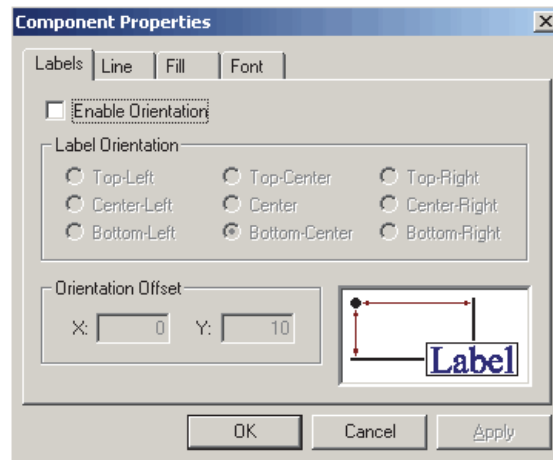 Component Properties
Labels Line Fill Font
Enable Orientation
Label Orientation
Top-Left Top-Center Top-Right
Center-Left Center Center-Right
Bottom-Left Bottom-Center Bottom-Right
Orientation Offset
X: 0 Y: 10
Label
OK Cancel Apply